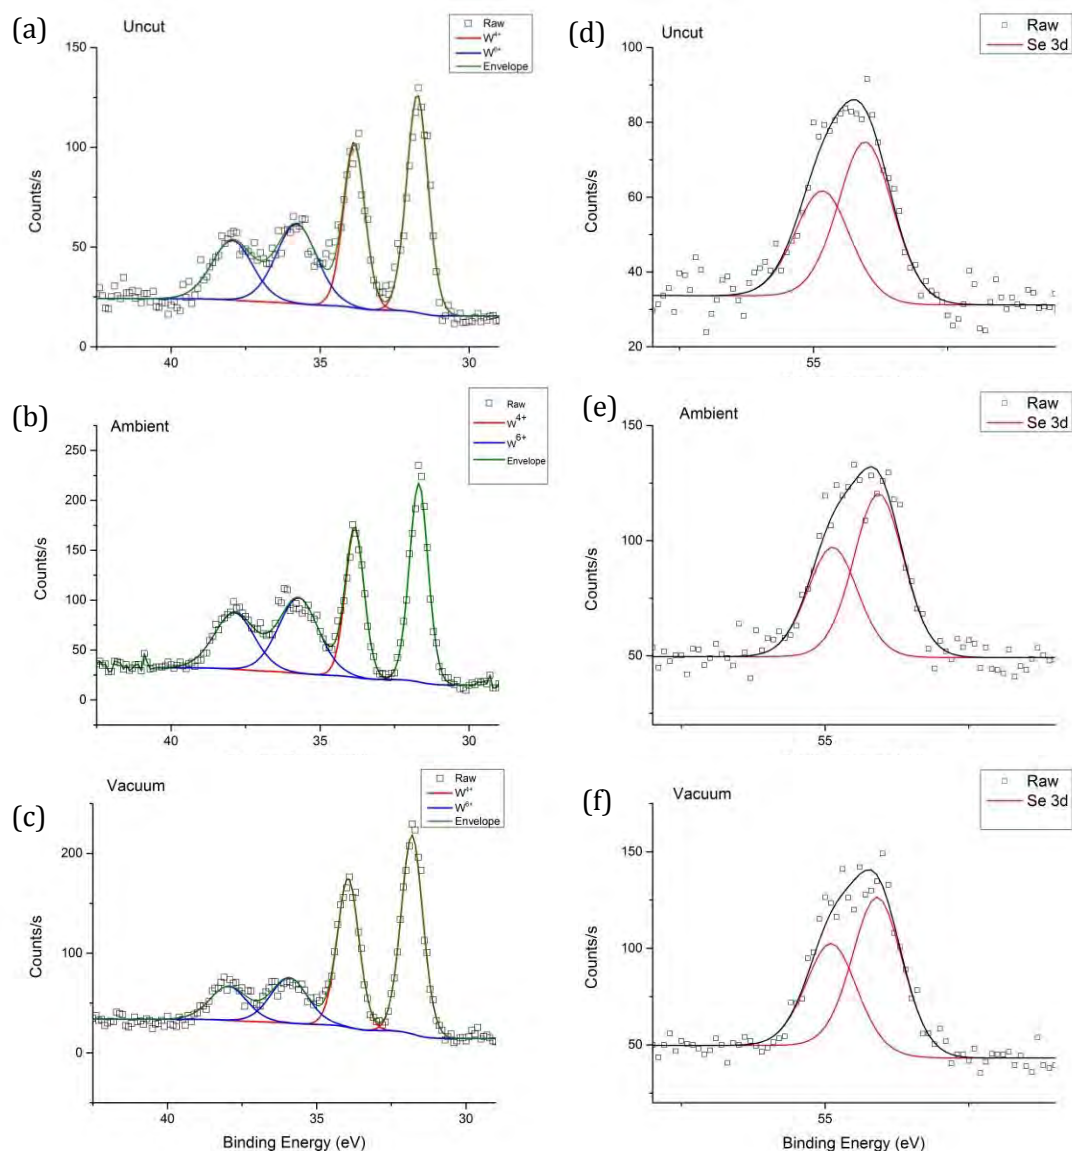 (a)
Uncut
Raw
W4+
W6+
Envelope
150
100
50
0
Counts/s
40
35
30
(d)
Uncut
Raw
Se 3d
100
80
60
40
20
Counts/s
55
(b)
Ambient
Raw
W4+
W6+
Envelope
250
200
150
100
50
0
Counts/s
40
35
30
(e)
Ambient
Raw
Se 3d
150
100
50
Counts/s
55
(c)
Vacuum
Raw
W4+
W6+
Envelope
200
100
0
Counts/s
40
35
30
Binding Energy (eV)
(f)
Vacuum
Raw
Se 3d
150
100
50
Counts/s
55
Binding Energy (eV)